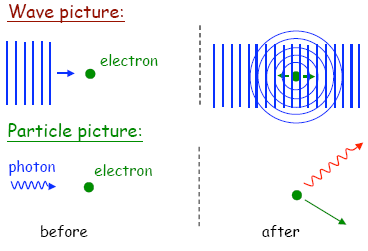 Wave picture:
electron
Particle picture:
photon
electron
before
after